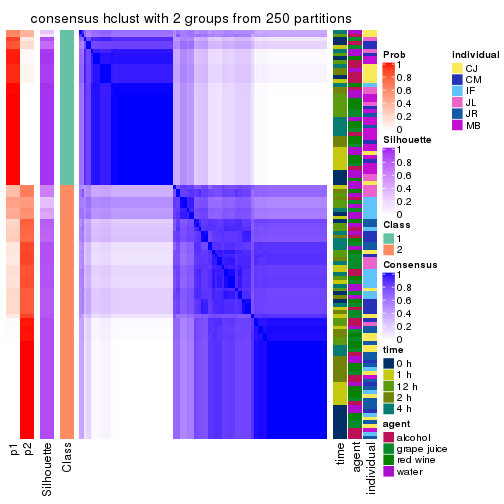 consensus hclust with 2 groups from 250 partitions
Prob
1
0.8
0.6
0.4
0.2
0
Silhouette
1
0.8
0.6
0.4
0.2
0
Class
1
2
Consensus
1
0.8
0.6
0.4
0.2
0
time
0 h
1 h
12 h
2 h
4 h
agent
alcohol
grape juice
red wine
water
individual
CJ
CM
IF
JL
JR
MB
p1
p2
Silhouette
Class
time
agent
individual